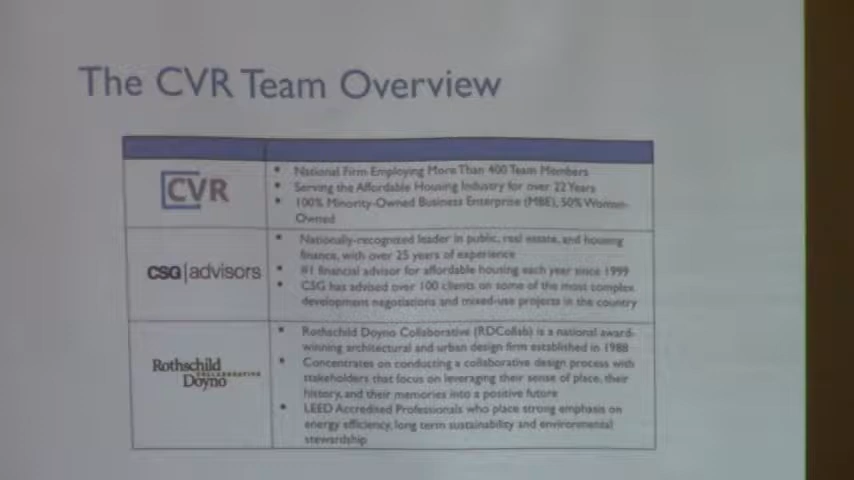 The CVR Team Overview
CVR
• National Firm Employing More Than 400 Team Members
• Serving the Affordable Housing Industry for over 22 Years
• 100% Minority-Owned Business Enterprise (MBE), 50% Women-
Owned
CSG|advisors
• Nationally-recognized leader in public, real estate, and housing
finance, with over 25 years of experience
• #1 financial advisor for affordable housing each year since 1999
• CSG has advised over 100 clients on some of the most complex
development negotiations and mixed-use projects in the country
Rothschild
COLLABORATIVE
Doyno
• Rothschild Doyno Collaborative (RDCollab) is a national award-
winning architectural and urban design firm established in 1988
• Concentrates on conducting a collaborative design process with
stakeholders that focus on leveraging their sense of place, their
history, and their memories into a positive future
• LEED Accredited Professionals who place strong emphasis on
energy efficiency, long term sustainability and environmental
stewardship